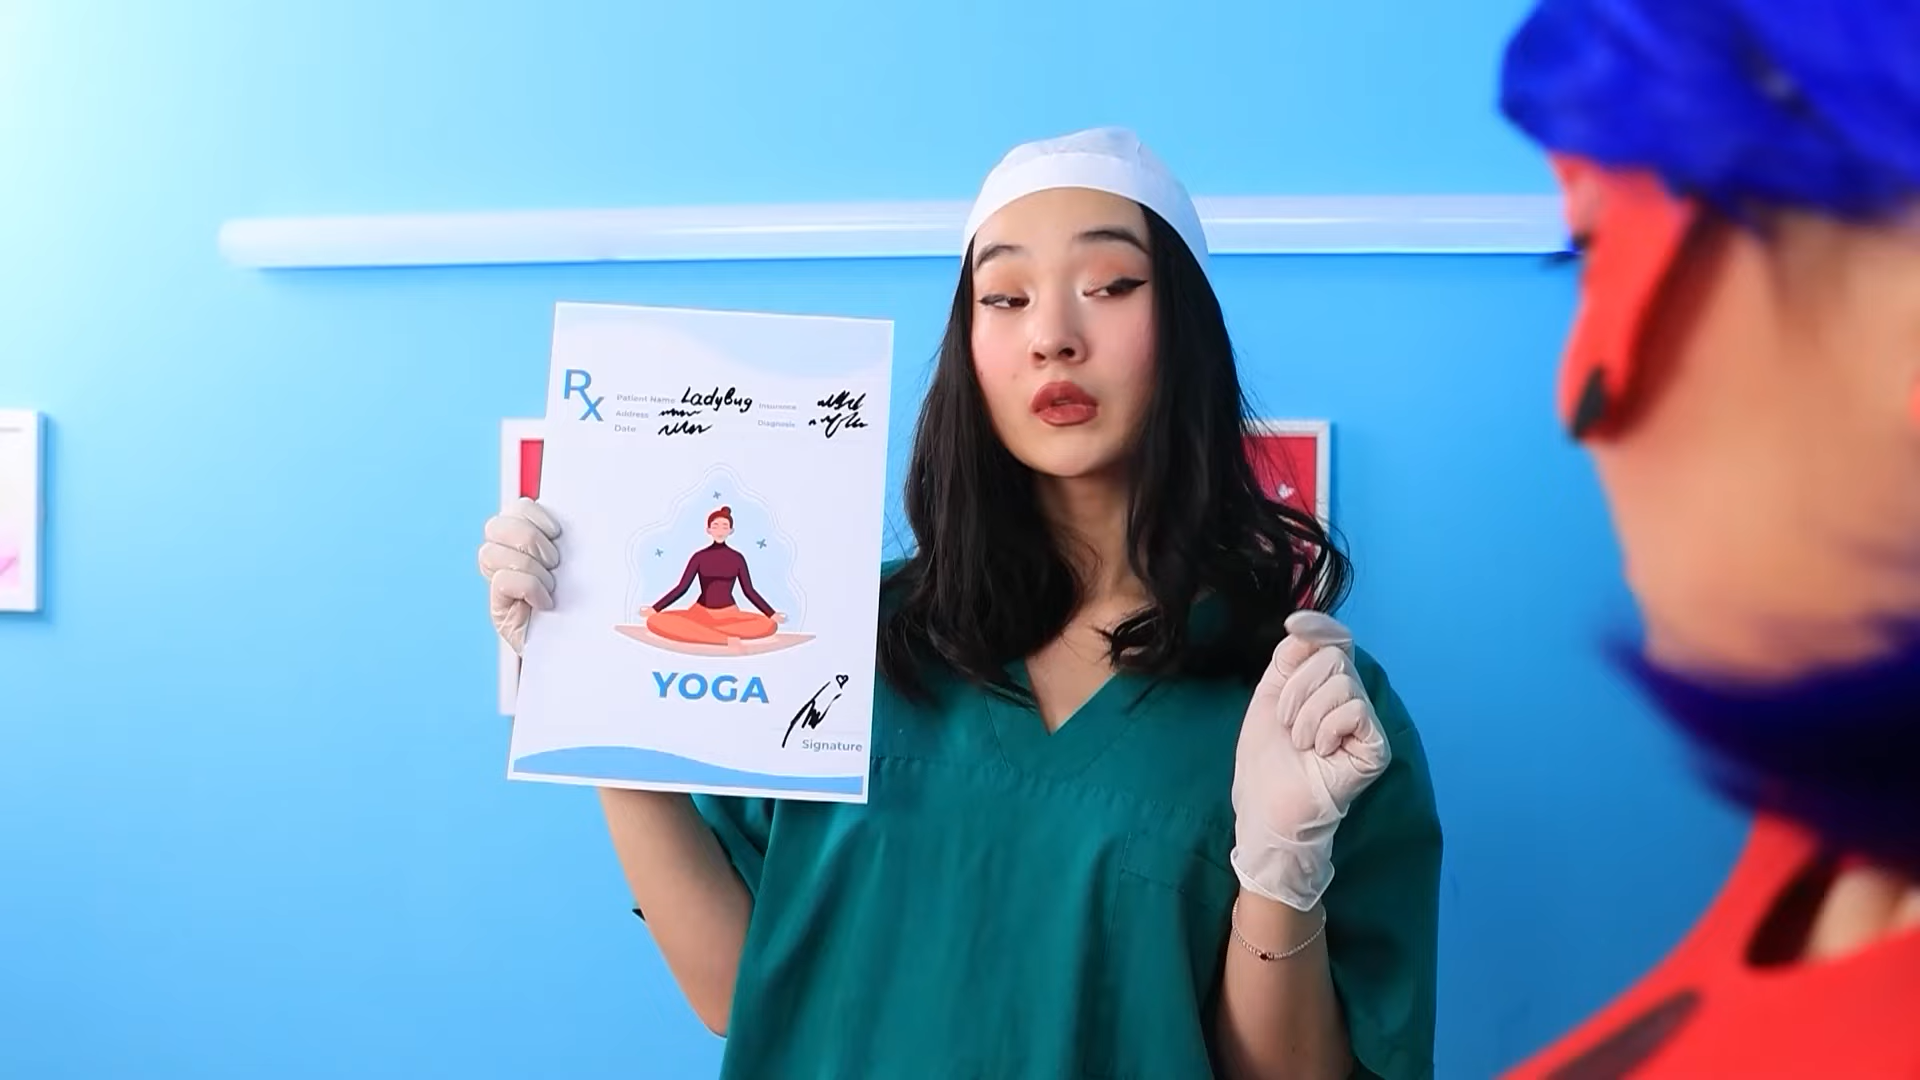 Rx
Patient Name Ladybug Insurance
Address
Diagnosis
Date
YOGA
Signature